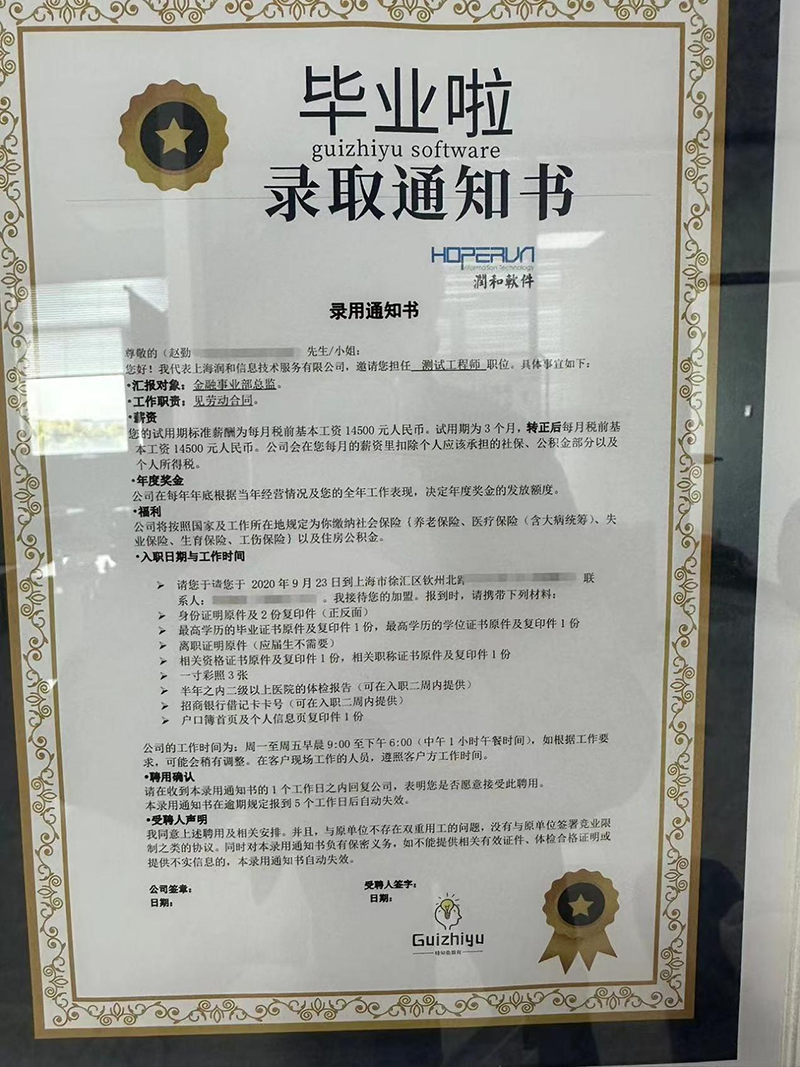 毕业啦
guizhiyu software
录取通知书
HOPERUN
Information Technology
潤和軟件
录用通知书
尊敬的（赵勤 先生/小姐：
您好！我代表上海润和信息技术服务有限公司，邀请您担任 测试工程师 职位。具体事宜如下：
·汇报对象：金融事业部总监。
·工作职责：见劳动合同。
·薪资
您的试用期标准薪酬为每月税前基本工资 14500 元人民币。试用期为 3 个月，转正后每月税前基
本工资 14500 元人民币。公司会在您每月的薪资里扣除个人应该承担的社保、公积金部分以及
个人所得税。
·年度奖金
公司在每年年底根据当年经营情况及您的全年工作表现，决定年度奖金的发放额度。
·福利
公司将按照国家及工作所在地规定为你缴纳社会保险{养老保险、医疗保险（含大病统筹）、失
业保险、生育保险、工伤保险}以及住房公积金。
·入职日期与工作时间
➢ 请您于请您于 2020 年 9 月 23 日到上海市徐汇区钦州北路 联
系人： 。我接待您的加盟。报到时，请携带下列材料：
➢ 身份证明原件及 2 份复印件（正反面）
➢ 最高学历的毕业证书原件及复印件 1 份，最高学历的学位证书原件及复印件 1 份
➢ 离职证明原件（应届生不需要）
➢ 相关资格证书原件及复印件 1 份，相关职称证书原件及复印件 1 份
➢ 一寸彩照 3 张
➢ 半年之内二级以上医院的体检报告（可在入职二周内提供）
➢ 招商银行借记卡卡号（可在入职二周内提供）
➢ 户口簿首页及个人信息页复印件 1 份
公司的工作时间为：周一至周五早晨 9:00 至下午 6:00（中午 1 小时午餐时间），如根据工作要
求，可能会稍有调整。在客户现场工作的人员，遵照客户方工作时间。
·聘用确认
请在收到本录用通知书的 1 个工作日之内回复公司，表明您是否愿意接受此聘用。
本录用通知书在逾期规定报到 5 个工作日后自动失效。
·受聘人声明
我同意上述聘用及相关安排。并且，与原单位不存在双重用工的问题，没有与原单位签署竞业限
制之类的协议。同时对本录用通知书负有保密义务，如不能提供相关有效证件、体检合格证明或
提供不实信息的，本录用通知书自动失效。
公司签章： 受聘人签字：
日期： 日期：
Guizhiyu